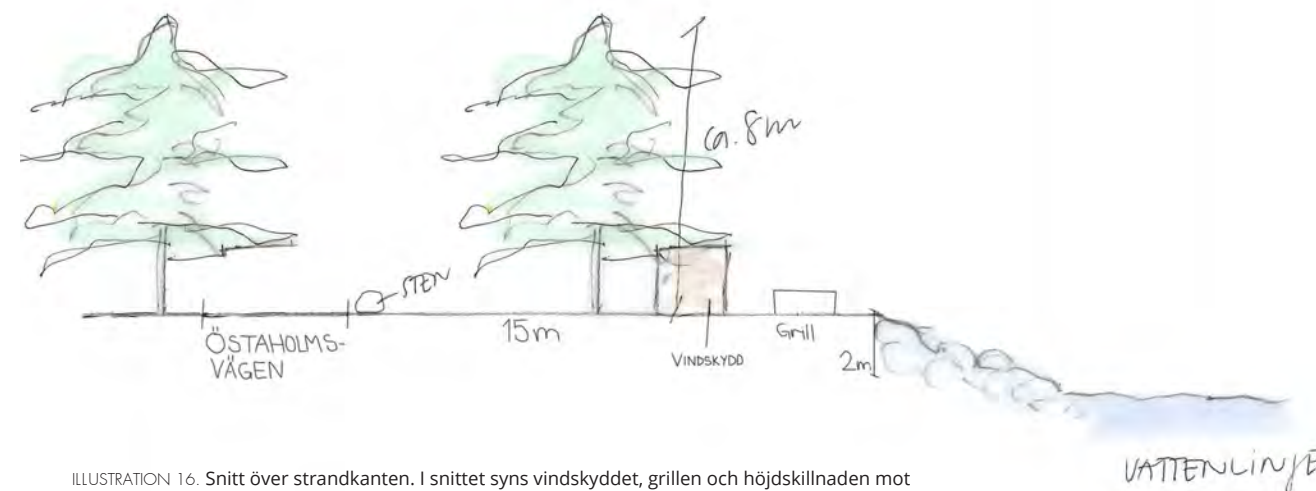 ca. 8m
STEN
ÖSTAHOLMS-
VÄGEN
15m
VINDSKYDD
Grill
2m
VATTENLINJE
ILLUSTRATION 16. Snitt över strandkanten. I snittet syns vindskyddet, grillen och höjdskillnaden mot